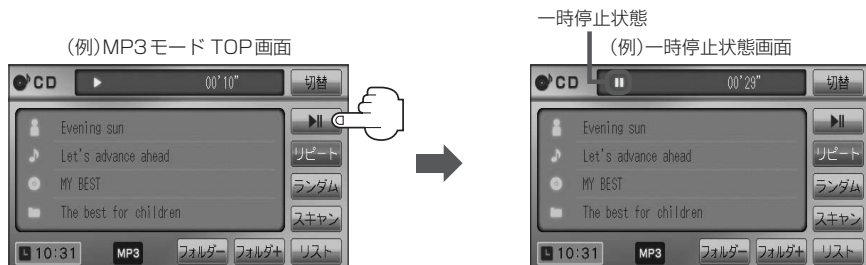 一時停止状態
(例)MP3モード TOP画面
(例)一時停止状態画面
CD 00'10" 切替
Evening sun
Let's advance ahead
リピート
MY BEST
ランダム
The best for children
スキャン
L 10:31 MP3 フォルダー フォルダ+ リスト
CD 00'29" 切替
Evening sun
Let's advance ahead
リピート
MY BEST
ランダム
The best for children
スキャン
L 10:31 MP3 フォルダー フォルダ+ リスト